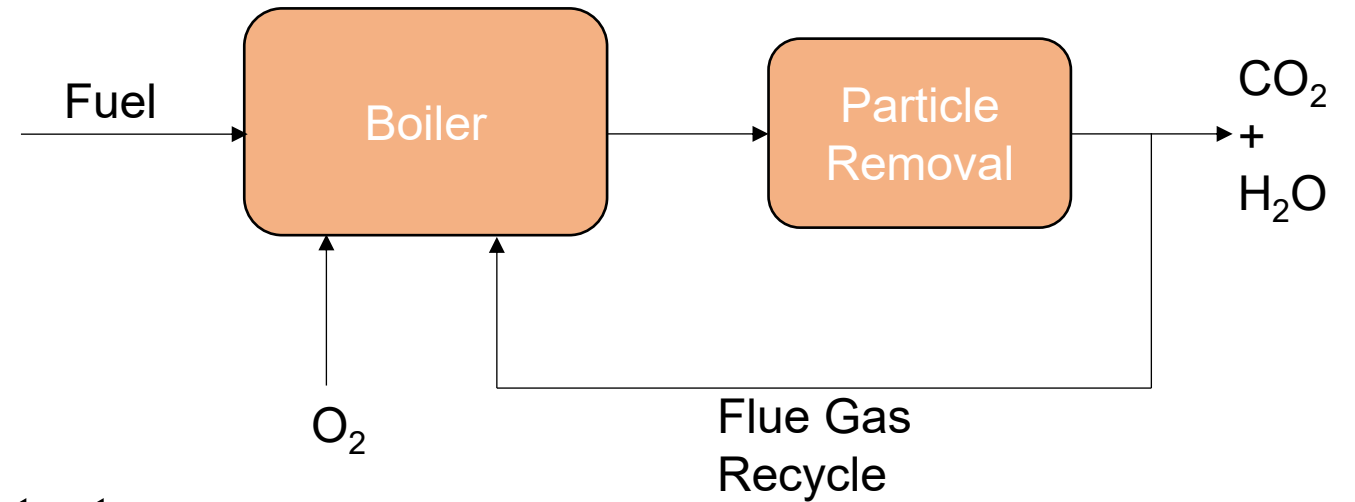 Fuel
Boiler
Particle
Removal
CO₂
+
H₂O
O₂
Flue Gas
Recycle